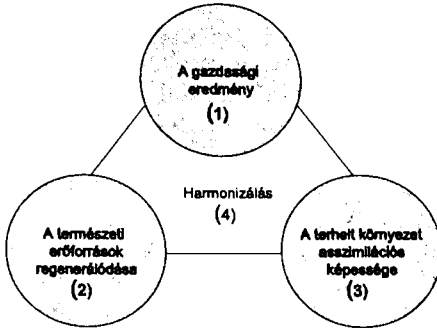 A gazdasági
eredmény
(1)
Harmonizálás
(4)
A természeti
erőforrások
regenerálódása
(2)
A terhelt környezet
asszimilációs
képessége
(3)